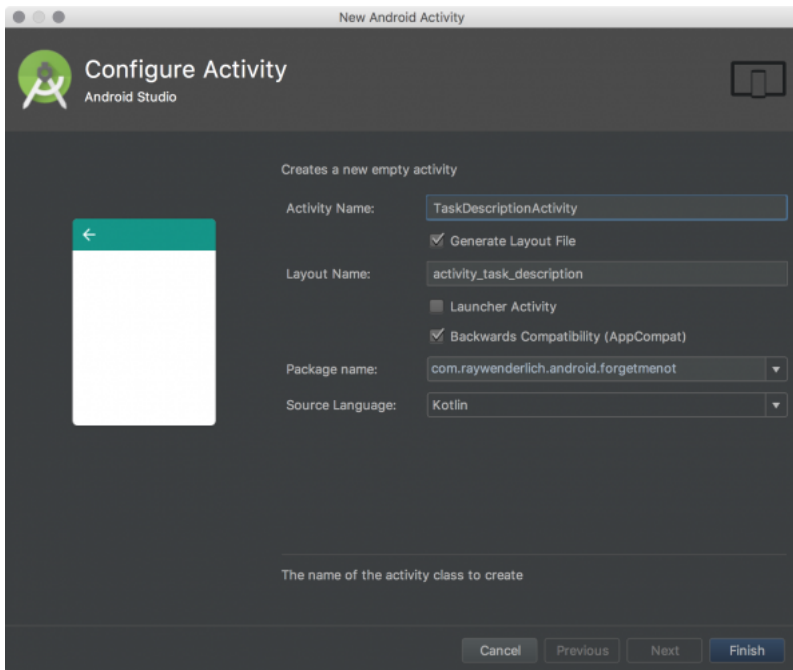 New Android Activity
Configure Activity
Android Studio
Creates a new empty activity
Activity Name: TaskDescriptionActivity
Generate Layout File
Layout Name: activity_task_description
Launcher Activity
Backwards Compatibility (AppCompat)
Package name: com.raywenderlich.android.forgetmenot
Source Language: Kotlin
The name of the activity class to create
Cancel Previous Next Finish